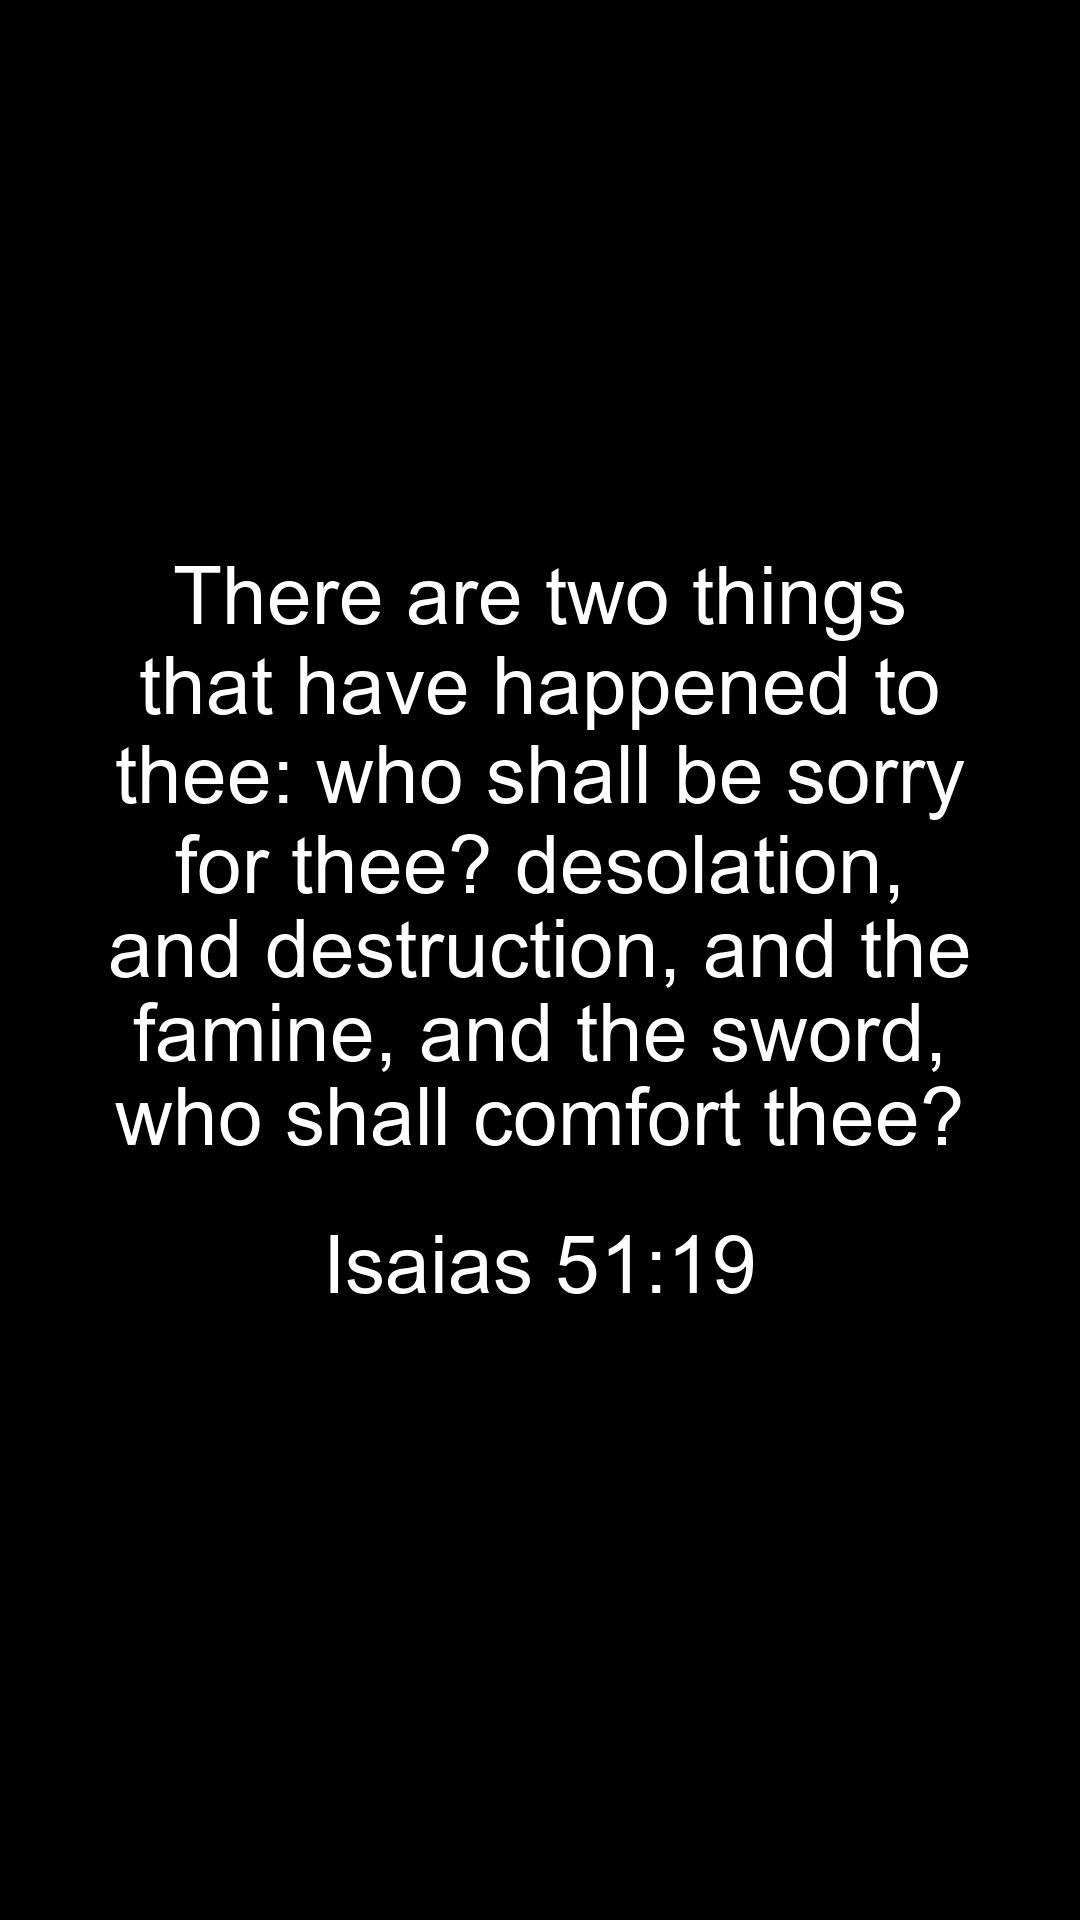 There are two things
that have happened to
thee: who shall be sorry
for thee? desolation,
and destruction, and the
famine, and the sword,
who shall comfort thee?
Isaias 51:19